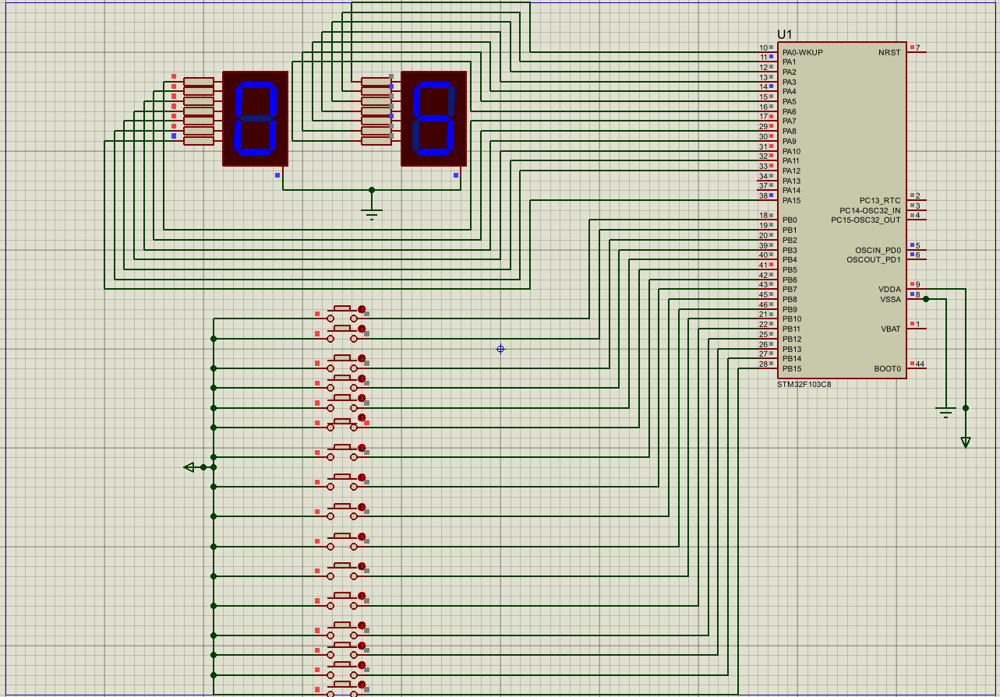 U1
10 PA0-WKUP NRST 7
11 PA1
12 PA2
13 PA3
14 PA4
15 PA5
16 PA6
17 PA7
29 PA8
30 PA9
31 PA10
32 PA11
33 PA12
34 PA13
37 PA14
38 PA15 PC13_RTC 2
PC14-OSC32_IN 3
18 PB0 PC15-OSC32_OUT 4
19 PB1
20 PB2
39 PB3 OSCIN_PD0 5
40 PB4 OSCOUT_PD1 6
41 PB5
42 PB6
43 PB7 VDDA 9
45 PB8 VSSA 8
46 PB9
21 PB10
22 PB11 VBAT 1
25 PB12
26 PB13
27 PB14
28 PB15 BOOT0 44
STM32F103C8